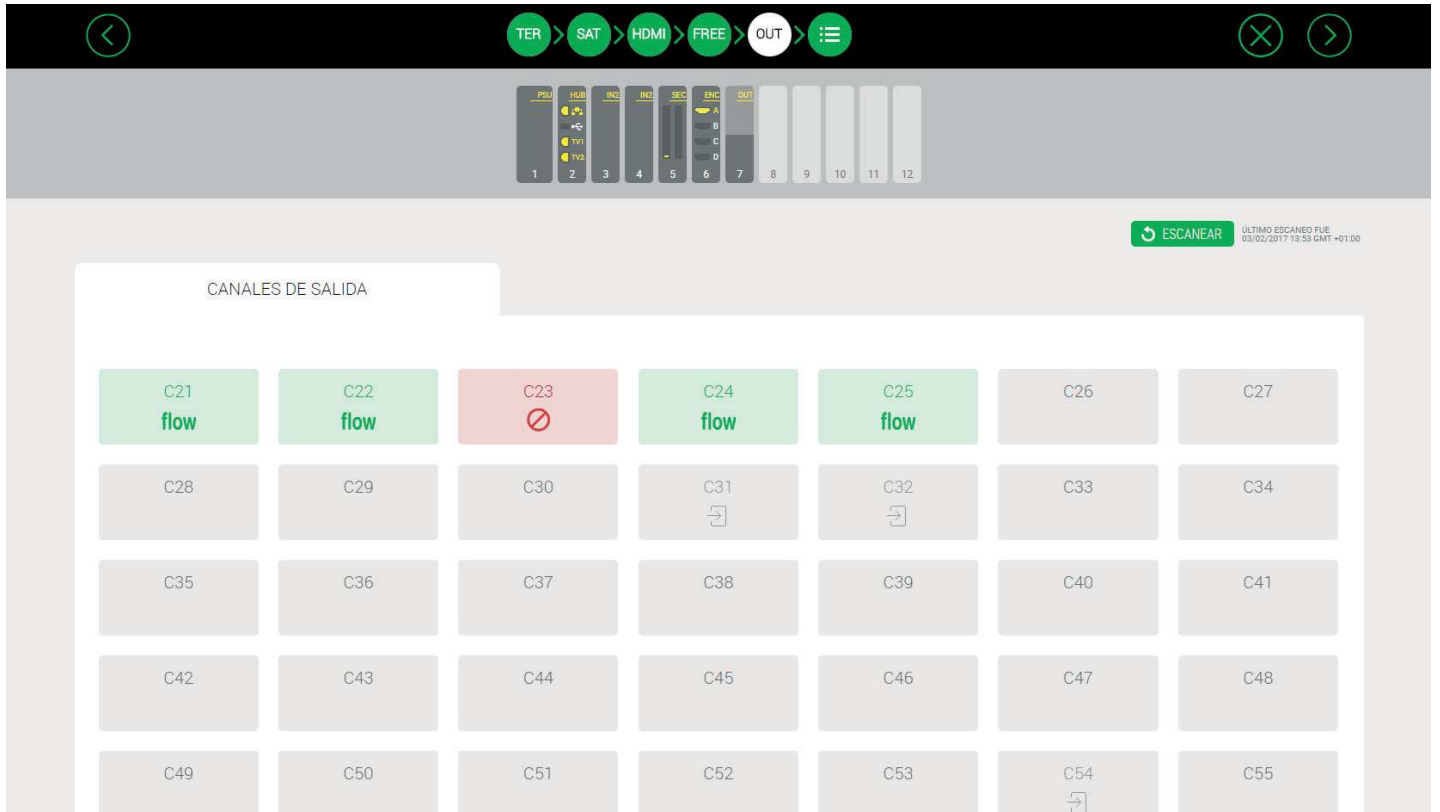 TER > SAT > HDMI > FREE > OUT >
PSU HUB IN2 IN2 SEC ENC OUT
A
B
TV1 C
TV2 D
1 2 3 4 5 6 7 8 9 10 11 12
ESCANEAR
ÚLTIMO ESCANEO FUE
03/02/2017 13:53 GMT +01:00
CANALES DE SALIDA
C21 C22 C23 C24 C25 C26 C27
flow flow flow flow
C28 C29 C30 C31 C32 C33 C34
C35 C36 C37 C38 C39 C40 C41
C42 C43 C44 C45 C46 C47 C48
C49 C50 C51 C52 C53 C54 C55